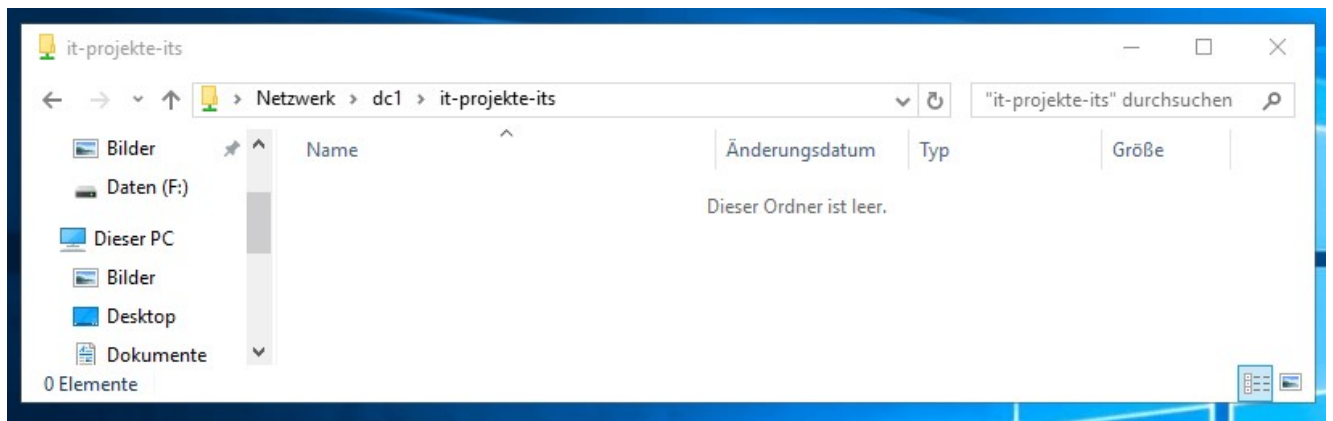 it-projekte-its
Netzwerk > dc1 > it-projekte-its
"it-projekte-its" durchsuchen
Bilder
Name Änderungsdatum Typ Größe
Daten (F:)
Dieser Ordner ist leer.
Dieser PC
Bilder
Desktop
Dokumente
0 Elemente